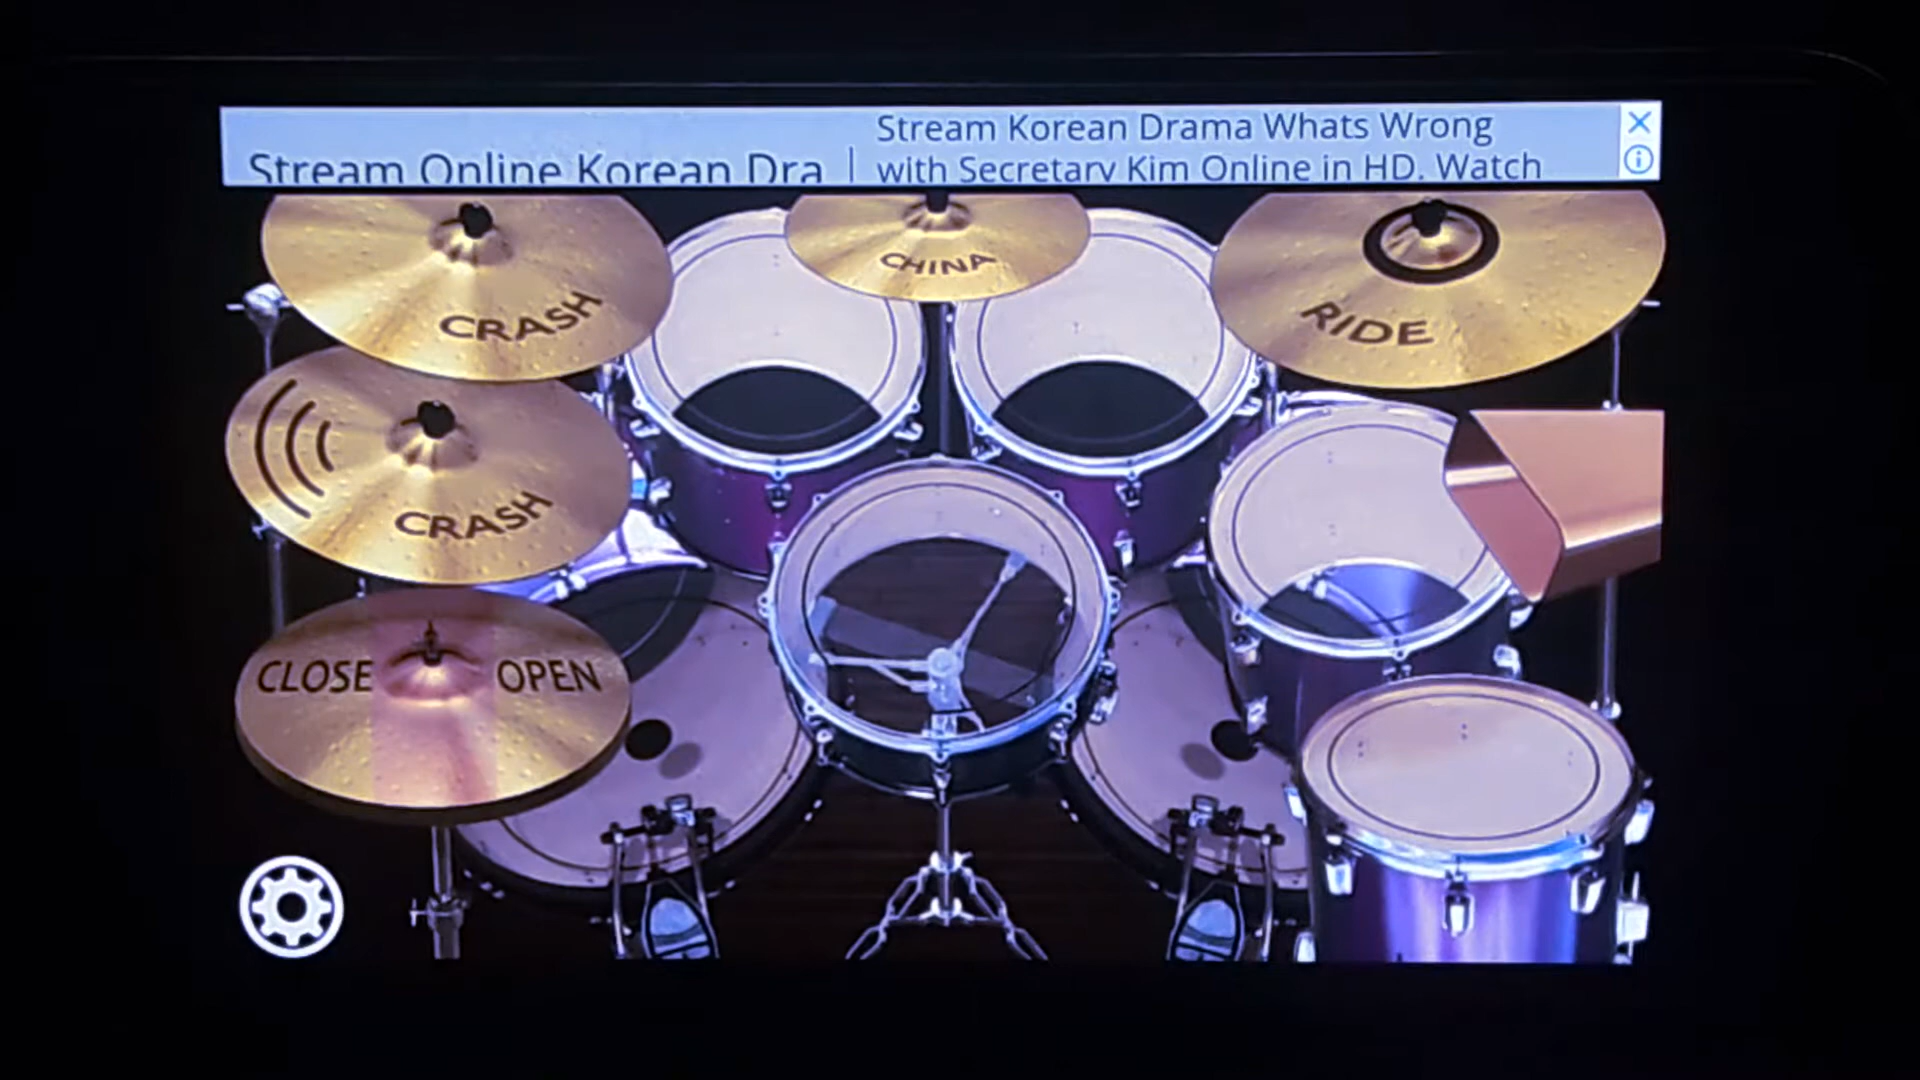 Stream Online Korean Dra
Stream Korean Drama Whats Wrong
with Secretary Kim Online in HD. Watch
CRASH
CHINA
RIDE
CRASH
CLOSE OPEN